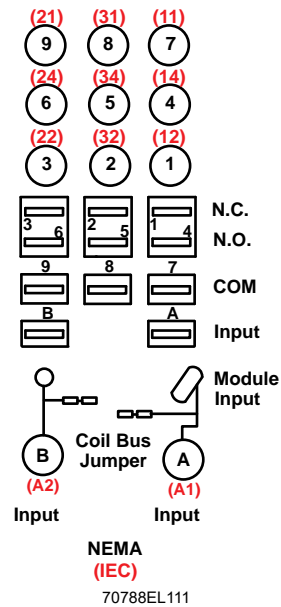 (21) (31) (11)
9 8 7
(24) (34) (14)
6 5 4
(22) (32) (12)
3 2 1
N.C.
3 6 2 5 1 4
N.O.
9 8 7
COM
B A
Input
Module
Input
Coil Bus
Jumper
B A
(A2) (A1)
Input Input
NEMA
(IEC)
70788EL111